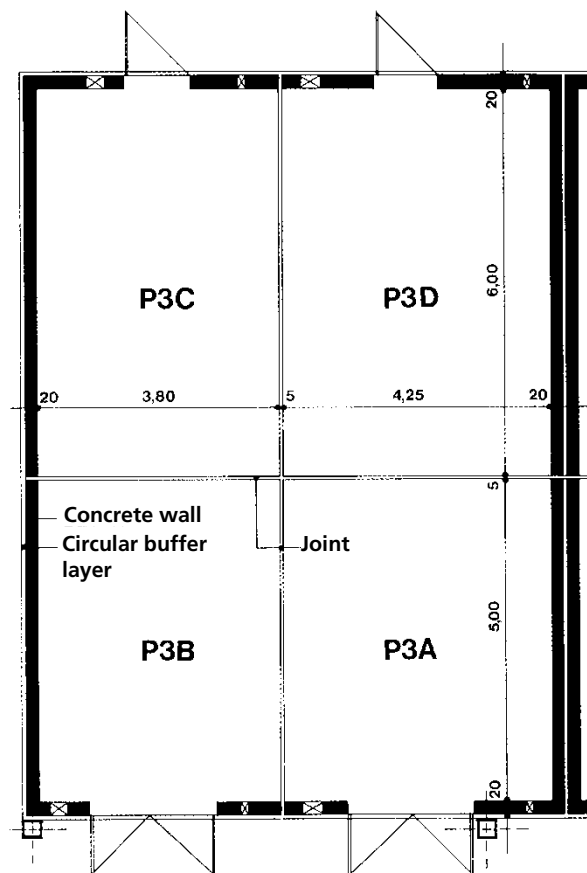 20
P3C
P3D
6,00
20
3,80
5
4,25
20
5
Concrete wall
Circular buffer
layer
Joint
5,00
P3B
P3A
20